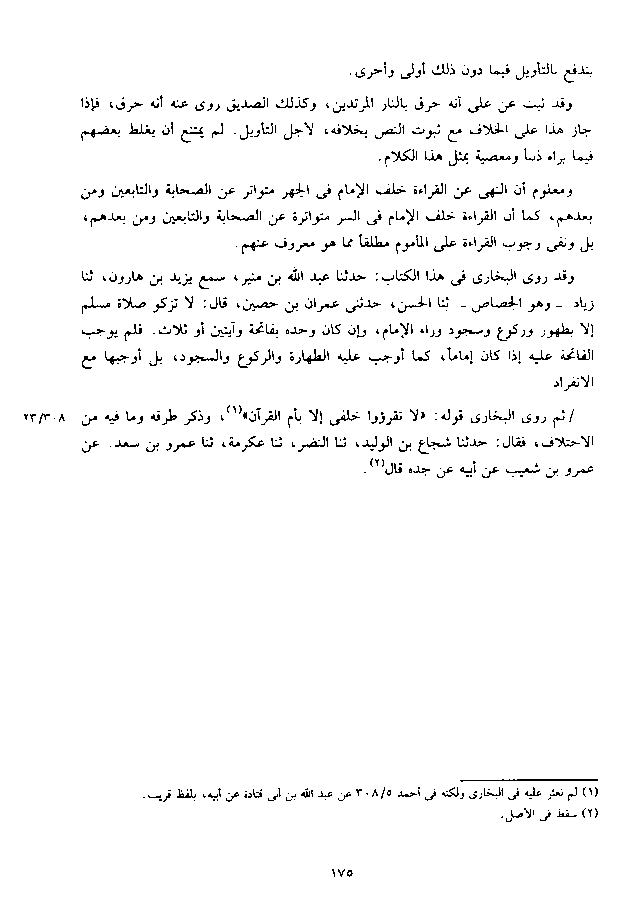 يندفع بالتأويل فيما دون ذلك أولى وأحرى.
وقد ثبت عن على أنه حرق بالنار المرتدين، وكذلك الصديق روى عنه أنه حرق، فإذا
جاز هذا على الخلاف مع ثبوت النص بخلافه، لأجل التأويل. لم يمتنع أن يغلط بعضهم
فيما يراه ذنباً ومعصية بمثل هذا الكلام.
ومعلوم أن النهى عن القراءة خلف الإمام فى الجهر متواتر عن الصحابة والتابعين ومن
بعدهم، كما أن القراءة خلف الإمام فى السر متواترة عن الصحابة والتابعين ومن بعدهم،
بل ونفى وجوب القراءة على المأموم مطلقاً مما هو معروف عنهم.
وقد روى البخارى فى هذا الكتاب: حدثنا عبد الله بن منير، سمع يزيد بن هارون، ثنا
زياد ـ وهو الجصاص ـ ثنا الحسن، حدثنى عمران بن حصين، قال: لا تزكو صلاة مسلم
إلا بطهور وركوع وسجود وراء الإمام، وإن كان وحده بفاتحة وآيتين أو ثلاث. فلم يوجب
الفاتحة عليه إذا كان إماماً، كما أوجب عليه الطهارة والركوع والسجود، بل أوجبها مع
الانفراد
/ ثم روى البخارى قوله: «لا تقرؤوا خلفى إلا بأم القرآن»(١)، وذكر طرقه وما فيه من ٢٣/٣٠٨
الاختلاف، فقال: حدثنا شجاع بن الوليد، ثنا النضر، ثنا عكرمة، ثنا عمرو بن سعد. عن
عمرو بن شعيب عن أبيه عن جده قال(٢).
(١) لم نعثر عليه فى البخارى ولكنه فى أحمد ٣٠٨/٥ عن عبد الله بن أبى قتادة عن أبيه، بلفظ قريب.
(٢) سقط فى الأصل.
١٧٥